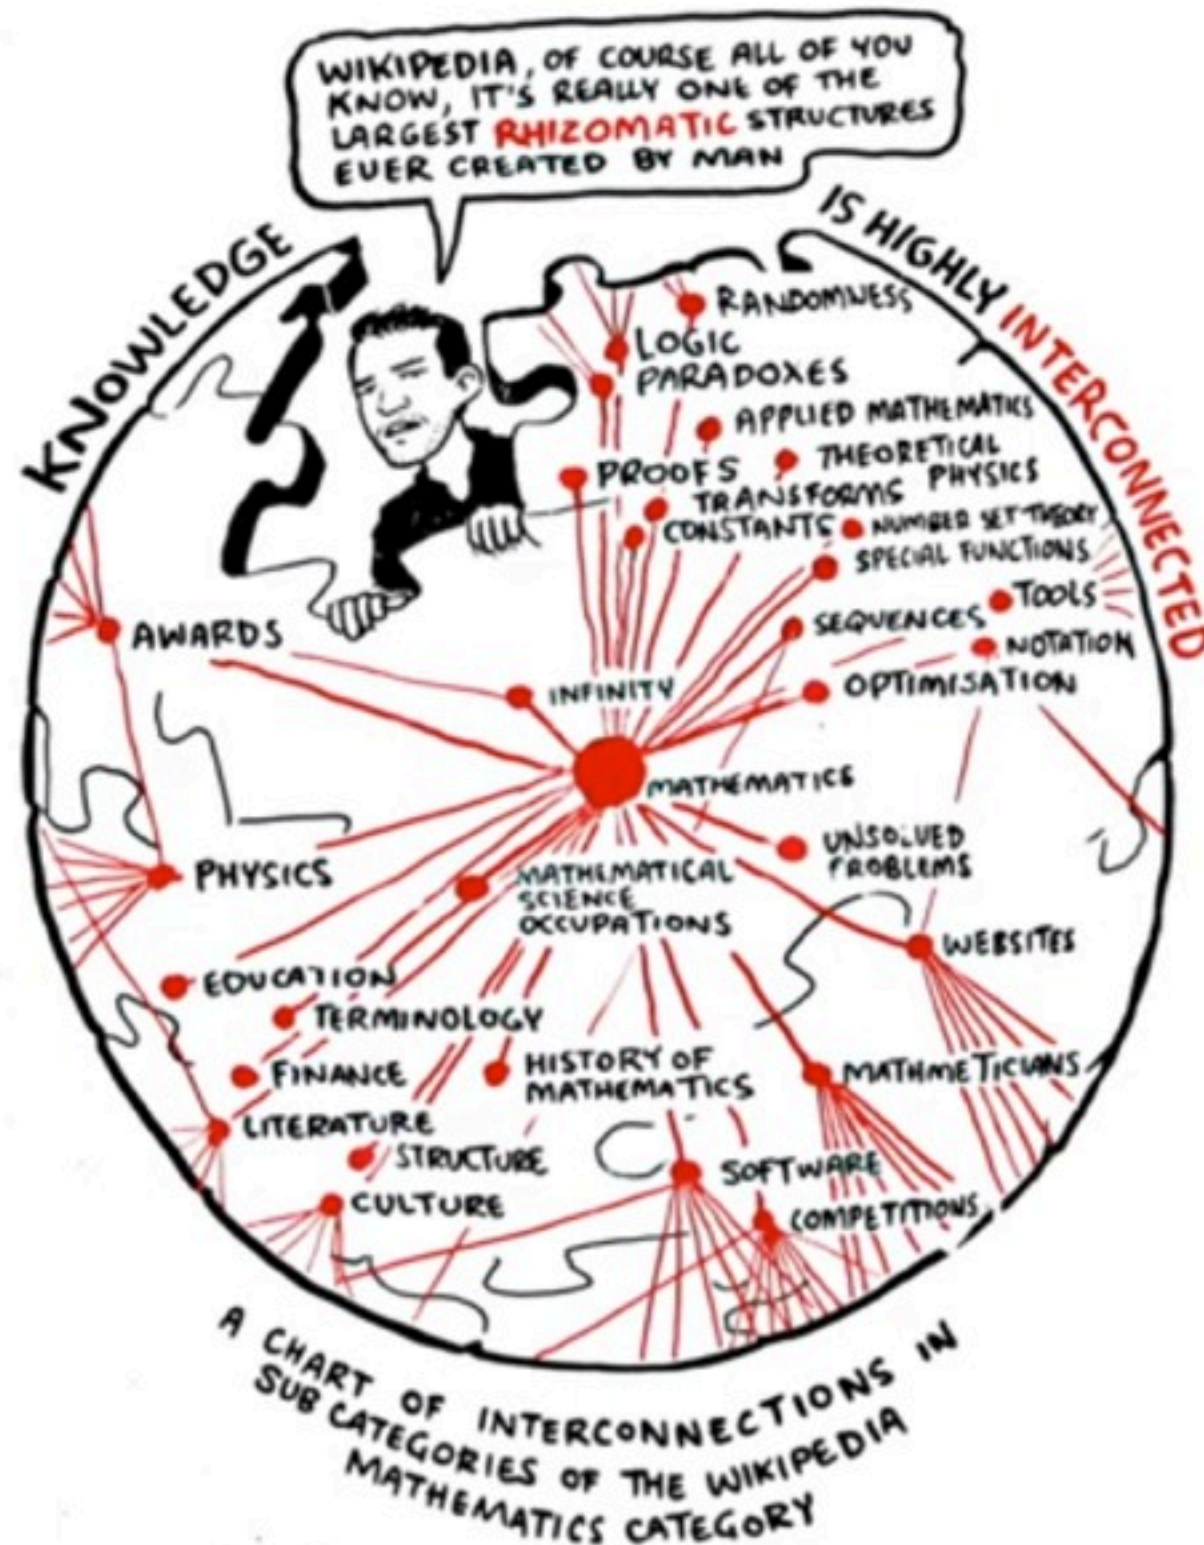 WIKIPEDIA, OF COURSE ALL OF YOU
KNOW, IT'S REALLY ONE OF THE
LARGEST RHIZOMATIC STRUCTURES
EVER CREATED BY MAN
KNOWLEDGE
IS HIGHLY INTERCONNECTED
RANDOMNESS
LOGIC
PARADOXES
APPLIED MATHEMATICS
THEORETICAL
PHYSICS
PROOFS
TRANSFORMS
CONSTANTS
NUMBER SET THEORY
SPECIAL FUNCTIONS
TOOLS
SEQUENCES
NOTATION
AWARDS
INFINITY
OPTIMISATION
MATHEMATICS
UNSOLVED
PROBLEMS
PHYSICS
MATHEMATICAL
SCIENCE
OCCUPATIONS
WEBSITES
EDUCATION
TERMINOLOGY
HISTORY OF
MATHEMATICS
MATHMETICIANS
FINANCE
LITERATURE
STRUCTURE
SOFTWARE
CULTURE
COMPETITIONS
A CHART OF INTERCONNECTIONS IN
SUB CATEGORIES OF THE WIKIPEDIA
MATHEMATICS CATEGORY